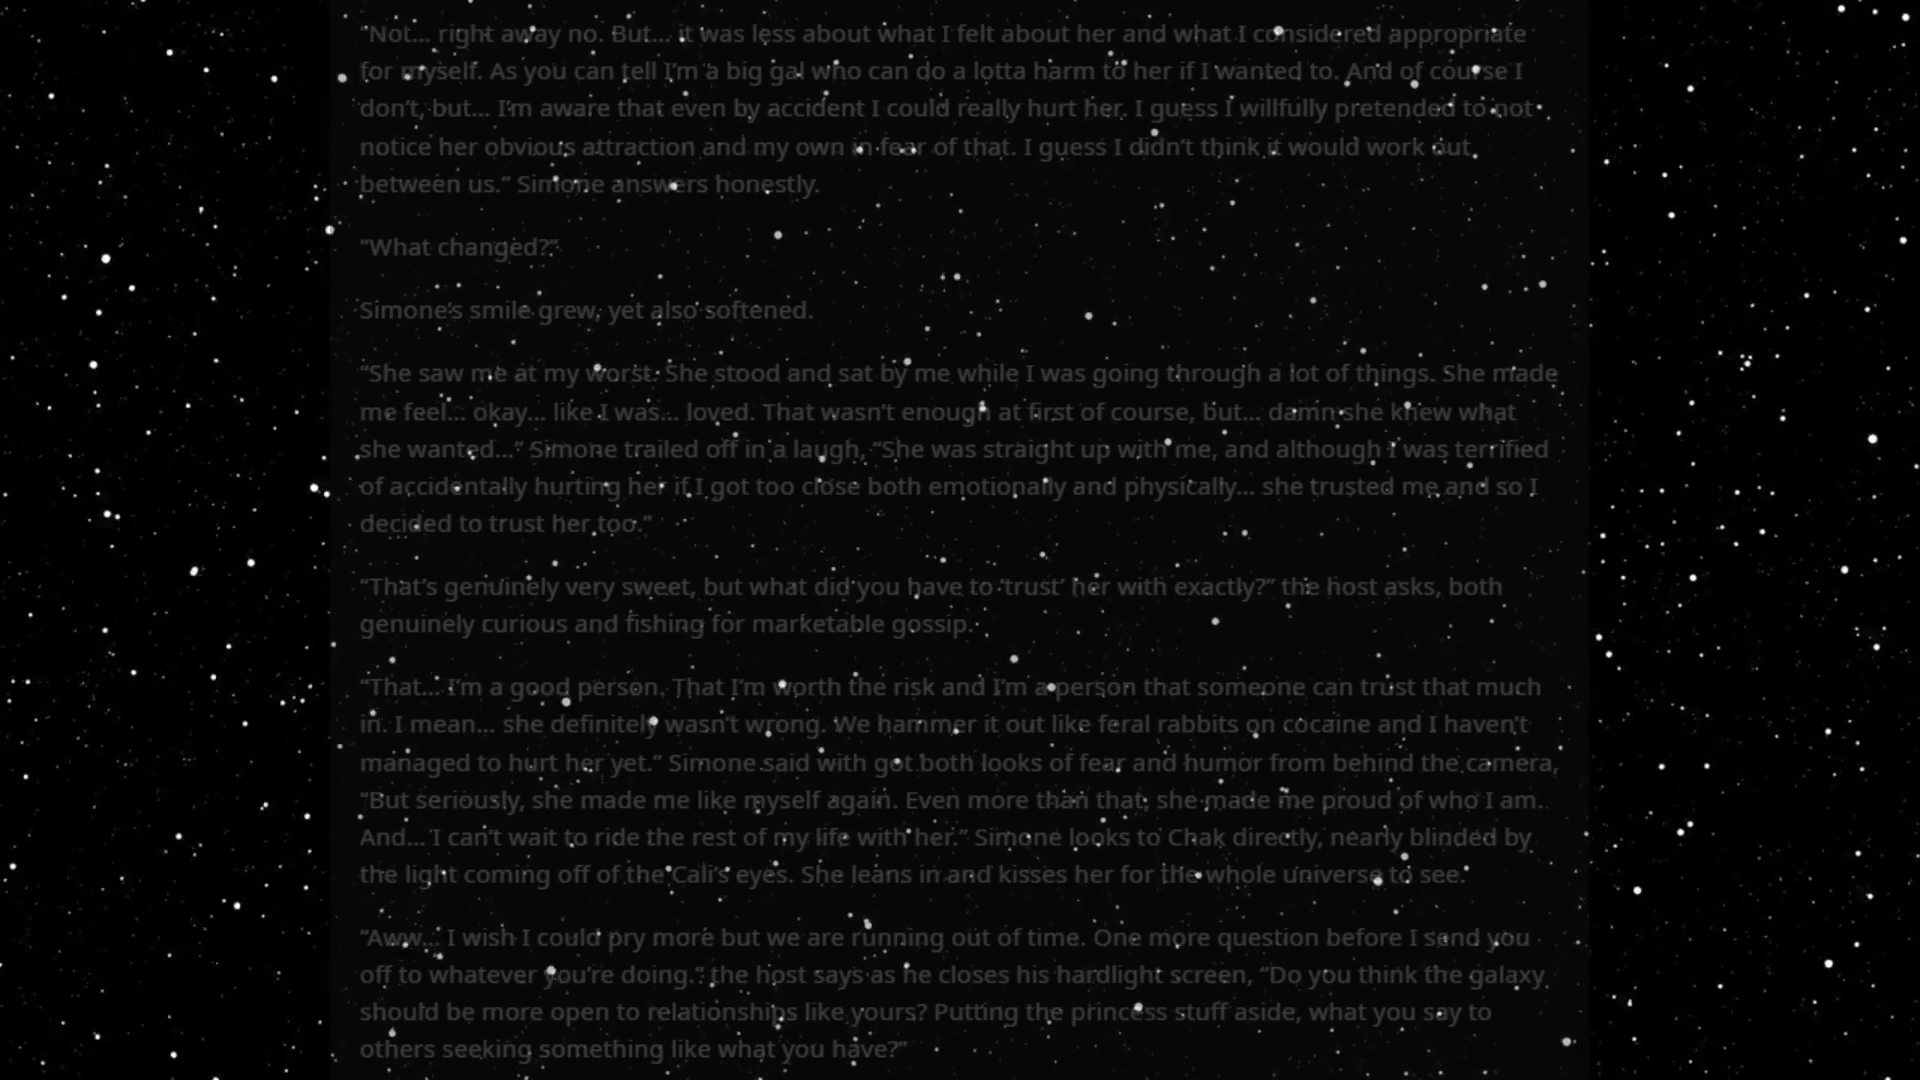 “Not... right away no. But... it was less about what I felt about her and what I considered appropriate
for myself. As you can tell I’m a big gal who can do a lotta harm to her if I wanted to. And of course I
don’t, but... I’m aware that even by accident I could really hurt her. I guess I willfully pretended to not
notice her obvious attraction and my own in fear of that. I guess I didn’t think it would work out
between us.” Simone answers honestly.
“What changed?”
Simone’s smile grew, yet also softened.
“She saw me at my worst. She stood and sat by me while I was going through a lot of things. She made
me feel... okay... like I was... loved. That wasn’t enough at first of course, but... damn she knew what
she wanted...” Simone trailed off in a laugh, “She was straight up with me, and although I was terrified
of accidentally hurting her if I got too close both emotionally and physically... she trusted me and so I
decided to trust her too.”
“That’s genuinely very sweet, but what did you have to ‘trust’ her with exactly?” the host asks, both
genuinely curious and fishing for marketable gossip.
“That... I’m a good person. That I’m worth the risk and I’m a person that someone can trust that much
in. I mean... she definitely wasn’t wrong. We hammer it out like feral rabbits on cocaine and I haven’t
managed to hurt her yet.” Simone said with got both looks of fear and humor from behind the camera,
“But seriously, she made me like myself again. Even more than that, she made me proud of who I am.
And... I can’t wait to ride the rest of my life with her.” Simone looks to Chak directly, nearly blinded by
the light coming off of the Cali’s eyes. She leans in and kisses her for the whole universe to see.
“Aww... I wish I could pry more but we are running out of time. One more question before I send you
off to whatever you’re doing.” the host says as he closes his hardlight screen, “Do you think the galaxy
should be more open to relationships like yours? Putting the princess stuff aside, what you say to
others seeking something like what you have?”